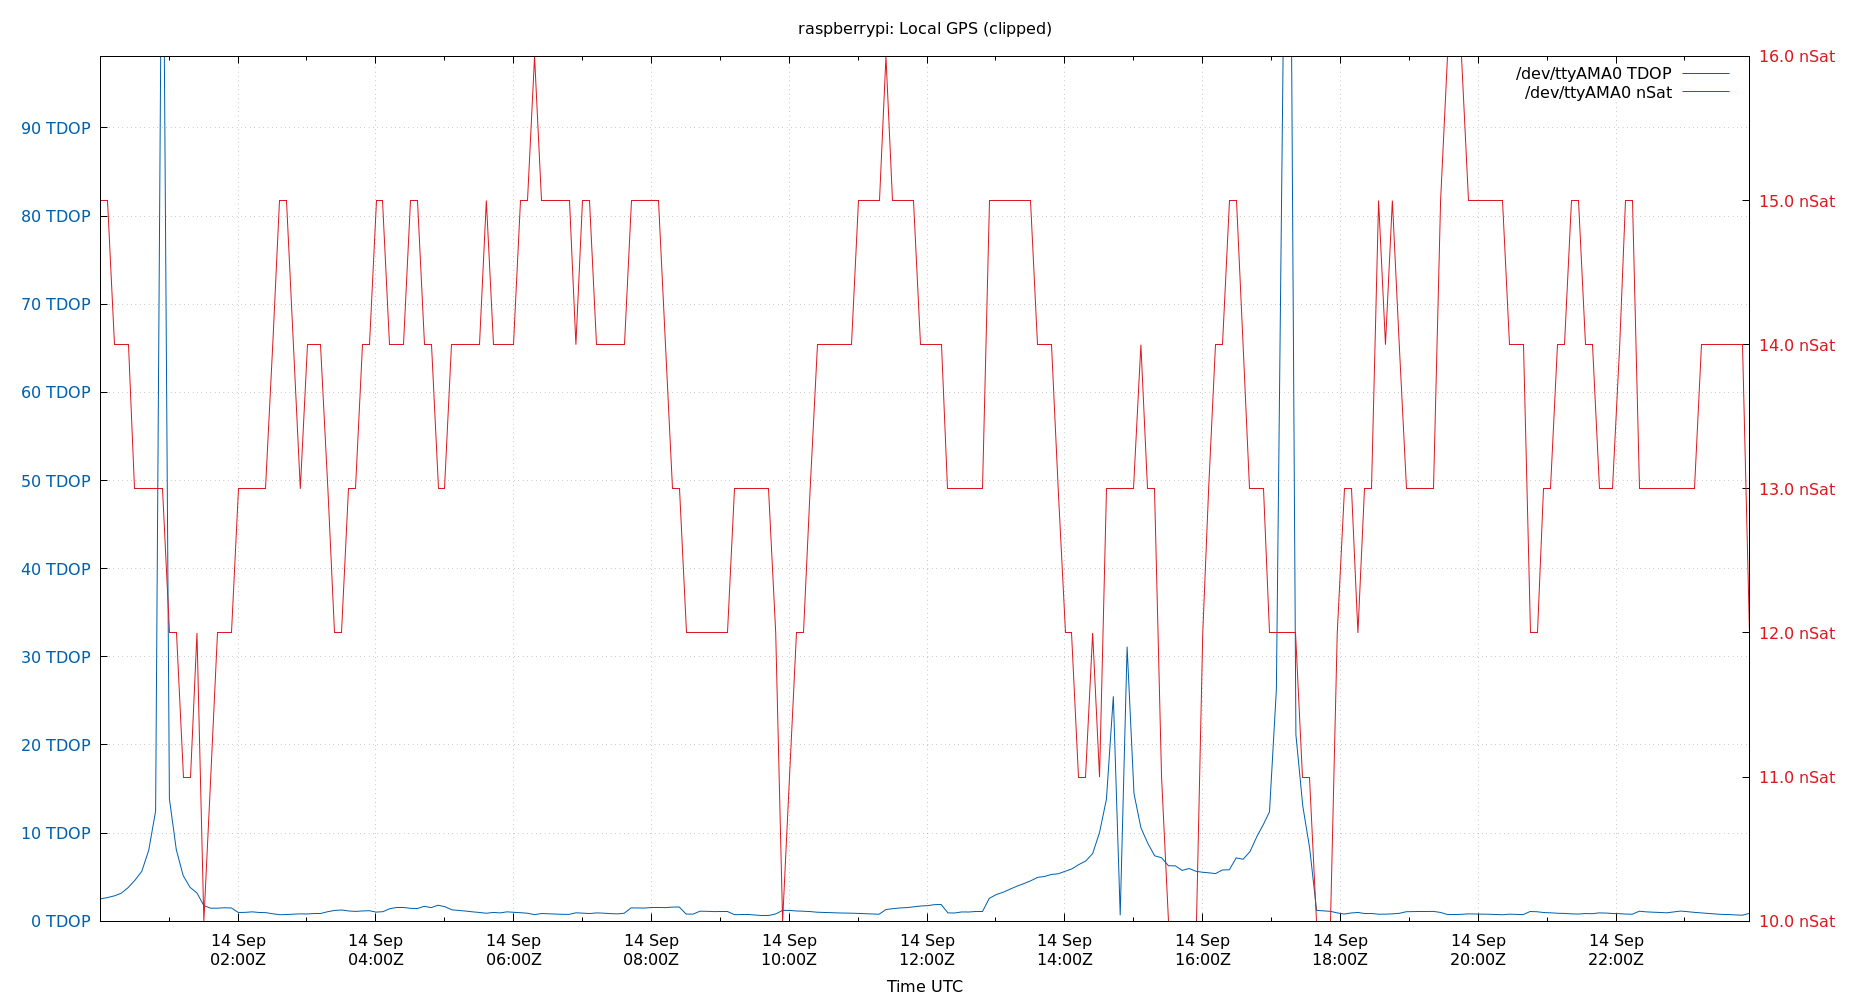 raspberrypi: Local GPS (clipped)
/dev/ttyAMA0 TDOP
/dev/ttyAMA0 nSat
90 TDOP
80 TDOP
70 TDOP
60 TDOP
50 TDOP
40 TDOP
30 TDOP
20 TDOP
10 TDOP
0 TDOP
16.0 nSat
15.0 nSat
14.0 nSat
13.0 nSat
12.0 nSat
11.0 nSat
10.0 nSat
14 Sep
02:00Z
14 Sep
04:00Z
14 Sep
06:00Z
14 Sep
08:00Z
14 Sep
10:00Z
14 Sep
12:00Z
14 Sep
14:00Z
14 Sep
16:00Z
14 Sep
18:00Z
14 Sep
20:00Z
14 Sep
22:00Z
Time UTC